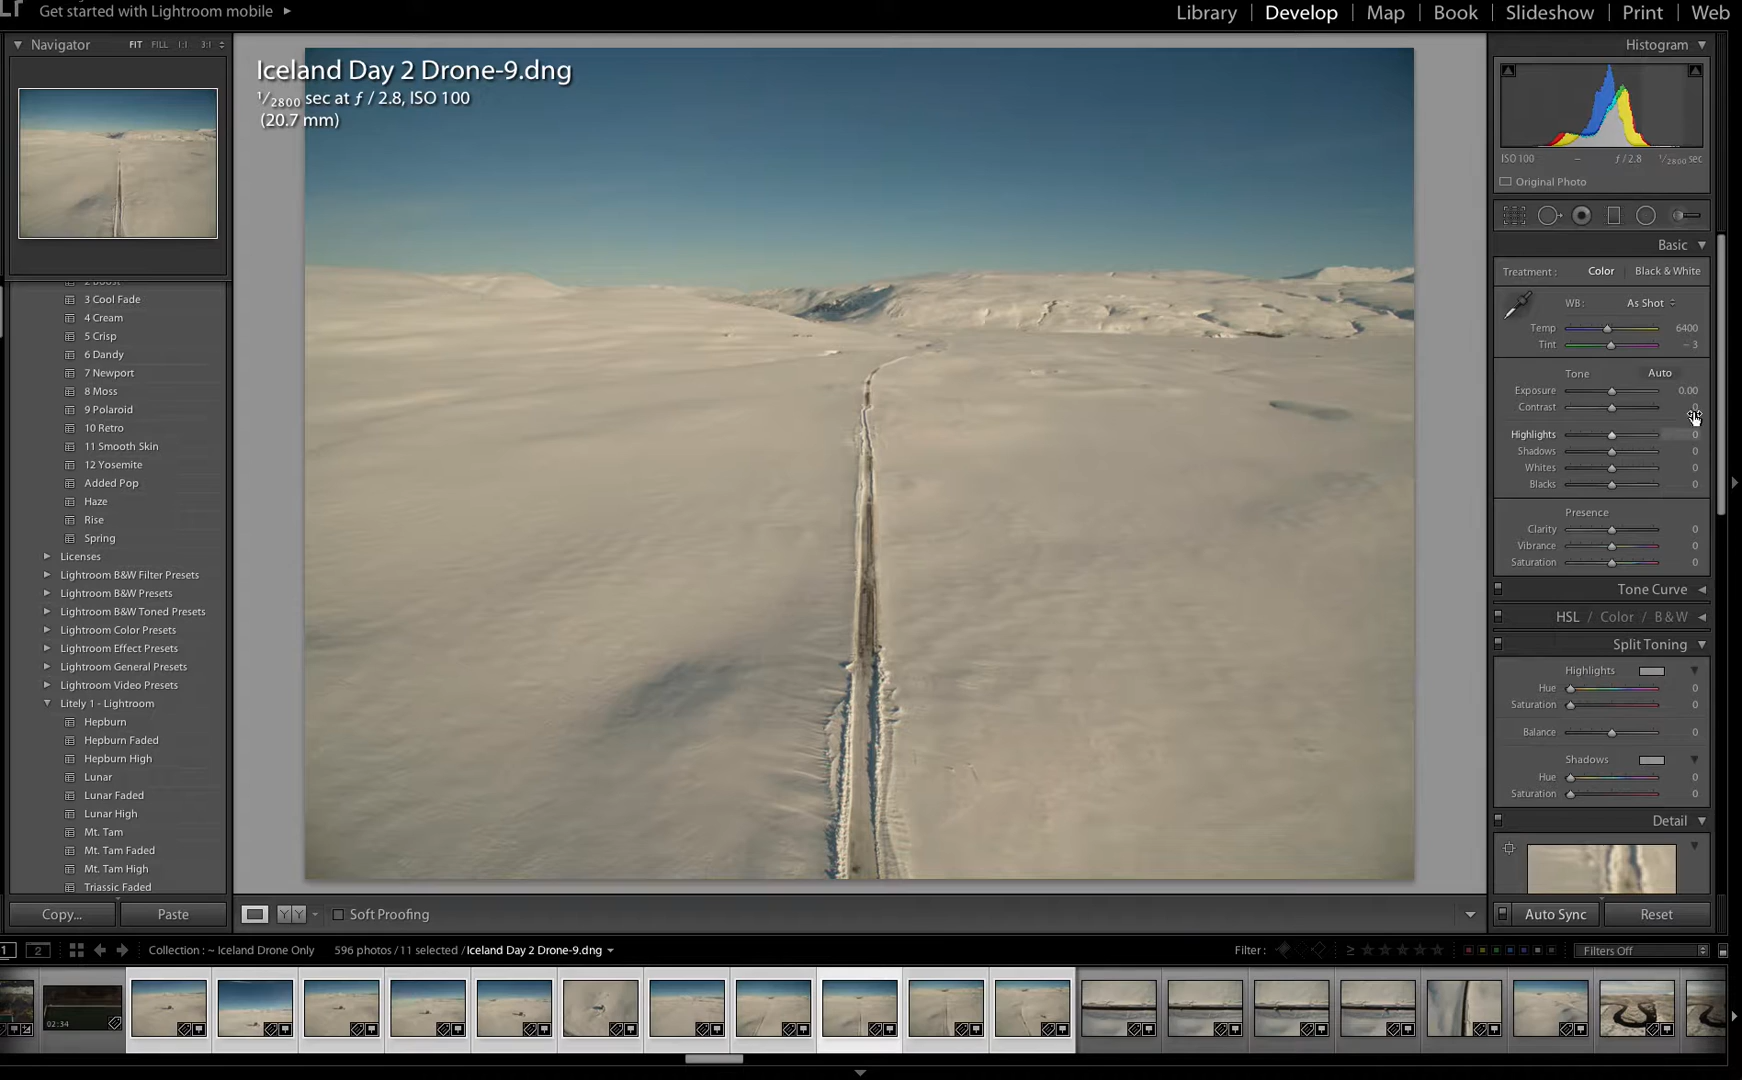 Get started with Lightroom mobile
Library | Develop | Map | Book | Slideshow | Print | Web
Navigator FIT FILL 1:1 3:1
Histogram
Iceland Day 2 Drone-9.dng
1/2800 sec at ƒ / 2.8, ISO 100
(20.7 mm)
ISO 100 – ƒ / 2.8 1/2800 sec
Original Photo
Basic
Treatment : Color | Black & White
WB : As Shot
Temp 6400
Tint – 3
Tone Auto
Exposure 0.00
Contrast
Highlights 0
Shadows 0
Whites 0
Blacks 0
Presence
Clarity 0
Vibrance 0
Saturation 0
Tone Curve
HSL / Color / B & W
Split Toning
Highlights
Hue 0
Saturation 0
Balance 0
Shadows
Hue 0
Saturation 0
Detail
3 Cool Fade
4 Cream
5 Crisp
6 Dandy
7 Newport
8 Moss
9 Polaroid
10 Retro
11 Smooth Skin
12 Yosemite
Added Pop
Haze
Rise
Spring
Licenses
Lightroom B&W Filter Presets
Lightroom B&W Presets
Lightroom B&W Toned Presets
Lightroom Color Presets
Lightroom Effect Presets
Lightroom General Presets
Lightroom Video Presets
Litely 1 - Lightroom
Hepburn
Hepburn Faded
Hepburn High
Lunar
Lunar Faded
Lunar High
Mt. Tam
Mt. Tam Faded
Mt. Tam High
Triassic Faded
Copy... Paste
Soft Proofing
Auto Sync Reset
1 2 Collection : ~ Iceland Drone Only 596 photos / 11 selected / Iceland Day 2 Drone-9.dng
Filter : ≥ Filters Off
02:34